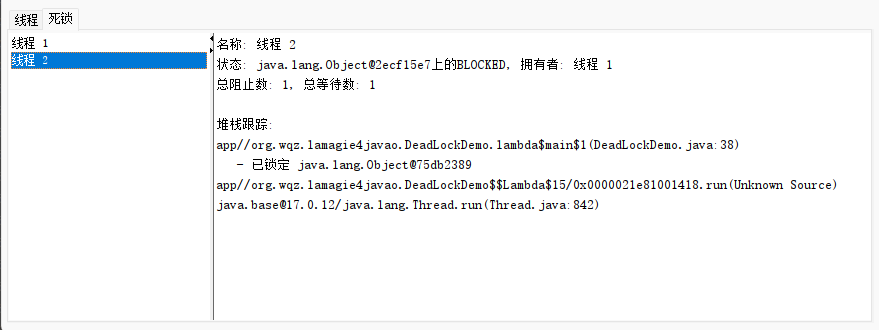 线程 死锁
线程 1
线程 2
名称: 线程 2
状态: java.lang.Object@2ecf15e7上的BLOCKED, 拥有者: 线程 1
总阻止数: 1, 总等待数: 1
堆栈跟踪:
app//org.wqz.lamagie4javao.DeadLockDemo.lambda$main$1(DeadLockDemo.java:38)
- 已锁定 java.lang.Object@75db2389
app//org.wqz.lamagie4javao.DeadLockDemo$$Lambda$15/0x0000021e81001418.run(Unknown Source)
java.base@17.0.12/java.lang.Thread.run(Thread.java:842)